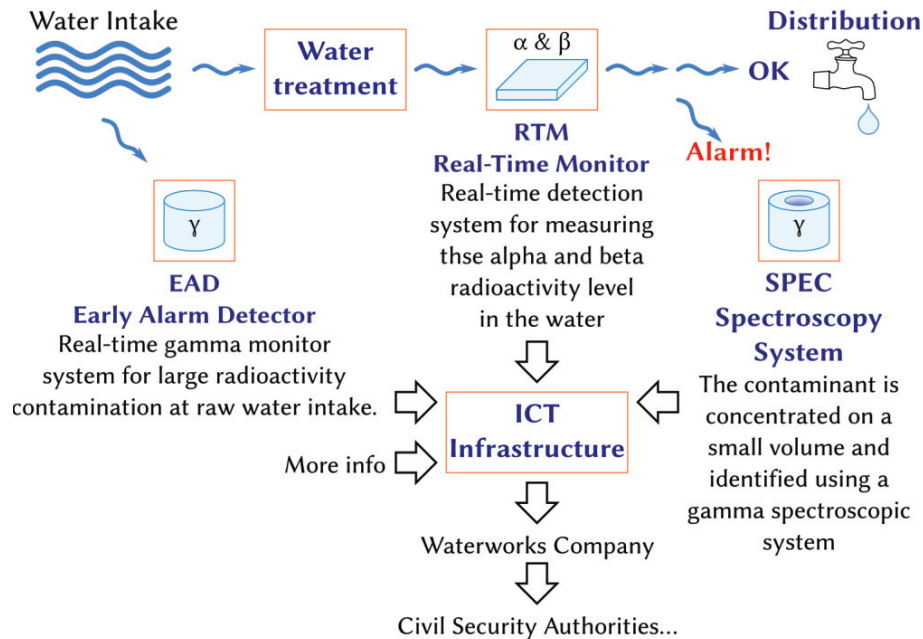 Water Intake
Water
treatment
α & β
Distribution
OK
Alarm!
RTM
Real-Time Monitor
Real-time detection
system for measuring
thse alpha and beta
radioactivity level
in the water
γ
EAD
Early Alarm Detector
Real-time gamma monitor
system for large radioactivity
contamination at raw water intake.
γ
SPEC
Spectroscopy
System
The contaminant is
concentrated on a
small volume and
identified using a
gamma spectroscopic
system
ICT
Infrastructure
More info
Waterworks Company
Civil Security Authorities...